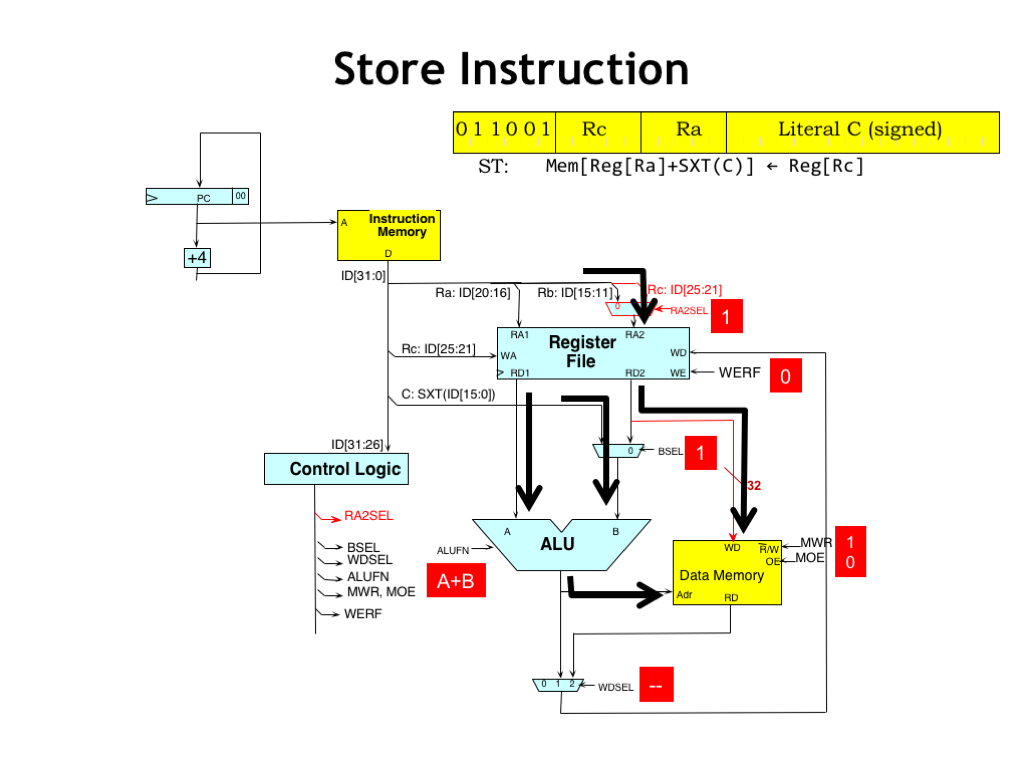 Store Instruction
0 1 1 0 0 1 Rc Ra Literal C (signed)
ST: Mem[Reg[Ra]+SXT(C)] ← Reg[Rc]
PC 00
+4
A Instruction
Memory
D
ID[31:0]
Ra: ID[20:16] Rb: ID[15:11] Rc: ID[25:21]
0 RA2SEL 1
RA1 RA2
Register
File
Rc: ID[25:21] WA WD
RD1 RD2 WE WERF 0
C: SXT(ID[15:0])
ID[31:26]
0 BSEL 1
Control Logic
32
RA2SEL
A B
ALU
ALUFN
A+B
WD R/W MWR 1
OE MOE 0
Data Memory
Adr RD
BSEL
WDSEL
ALUFN
MWR, MOE
WERF
0 1 2 WDSEL --